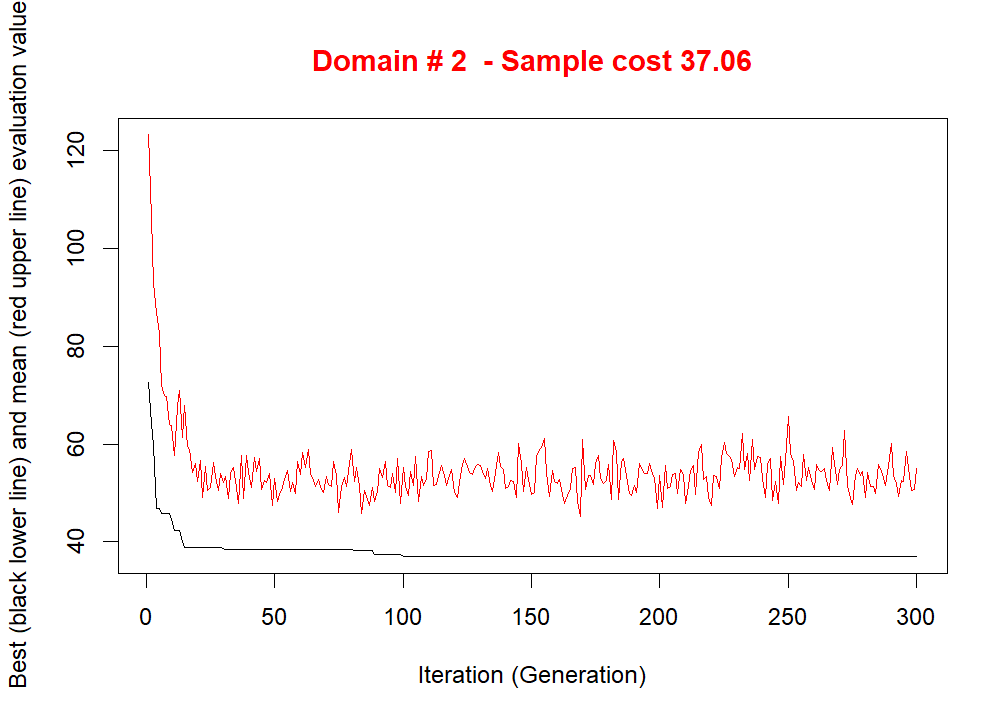 Domain # 2  - Sample cost 37.06
Best (black lower line) and mean (red upper line) evaluation value
120
100
80
60
40
0 50 100 150 200 250 300
Iteration (Generation)